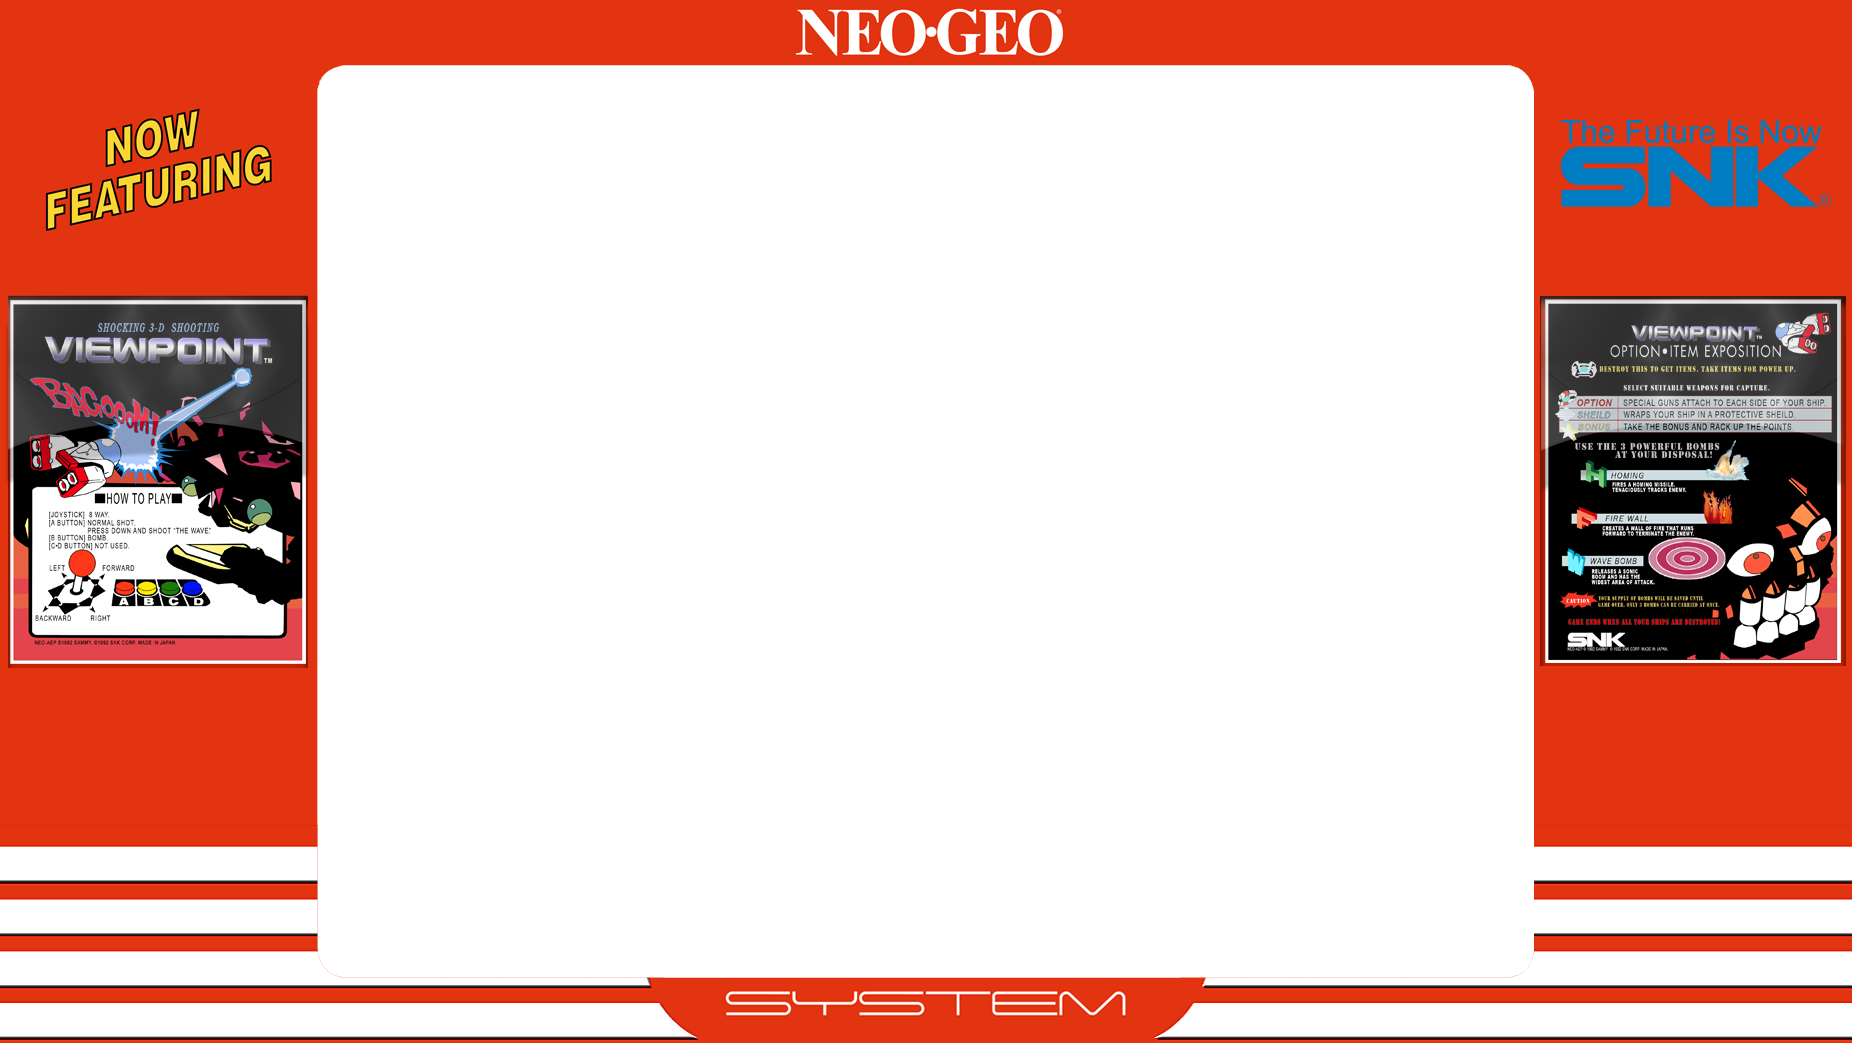 NEO•GEO®
NOW
FEATURING
SHOCKING 3-D SHOOTING
VIEWPOINT™
BAGOOOM!
■HOW TO PLAY■
[JOYSTICK] 8 WAY.
[A BUTTON] NORMAL SHOT.
PRESS DOWN AND SHOOT "THE WAVE"
[B BUTTON] BOMB.
[C•D BUTTON] NOT USED.
LEFT FORWARD
A B C D
BACKWARD RIGHT
NEO-AEP ©1992 SAMMY. ©1992 SNK CORP. MADE IN JAPAN.
The Future Is Now
SNK®
VIEWPOINT™
OPTION•ITEM EXPOSITION
DESTROY THIS TO GET ITEMS. TAKE ITEMS FOR POWER UP.
SELECT SUITABLE WEAPONS FOR CAPTURE.
OPTION SPECIAL GUNS ATTACH TO EACH SIDE OF YOUR SHIP.
SHEILD WRAPS YOUR SHIP IN A PROTECTIVE SHEILD.
BONUS TAKE THE BONUS AND RACK UP THE POINTS.
USE THE 3 POWERFUL BOMBS
AT YOUR DISPOSAL!
H HOMING
FIRES A HOMING MISSILE.
TENACIOUSLY TRACKS ENEMY.
F FIRE WALL
CREATES A WALL OF FIRE THAT RUNS
FORWARD TO TERMINATE THE ENEMY.
W WAVE BOMB
RELEASES A SONIC
BOOM AND HAS THE
WIDEST AREA OF ATTACK.
CAUTION YOUR SUPPLY OF BOMBS WILL BE SAVED UNTIL
GAME OVER. ONLY 3 BOMBS CAN BE CARRIED AT ONCE.
GAME ENDS WHEN ALL YOUR SHIPS ARE DESTROYED!
SNK
NEO-AEP © 1992 SAMMY. © 1992 SNK CORP. MADE IN JAPAN.
SYSTEM